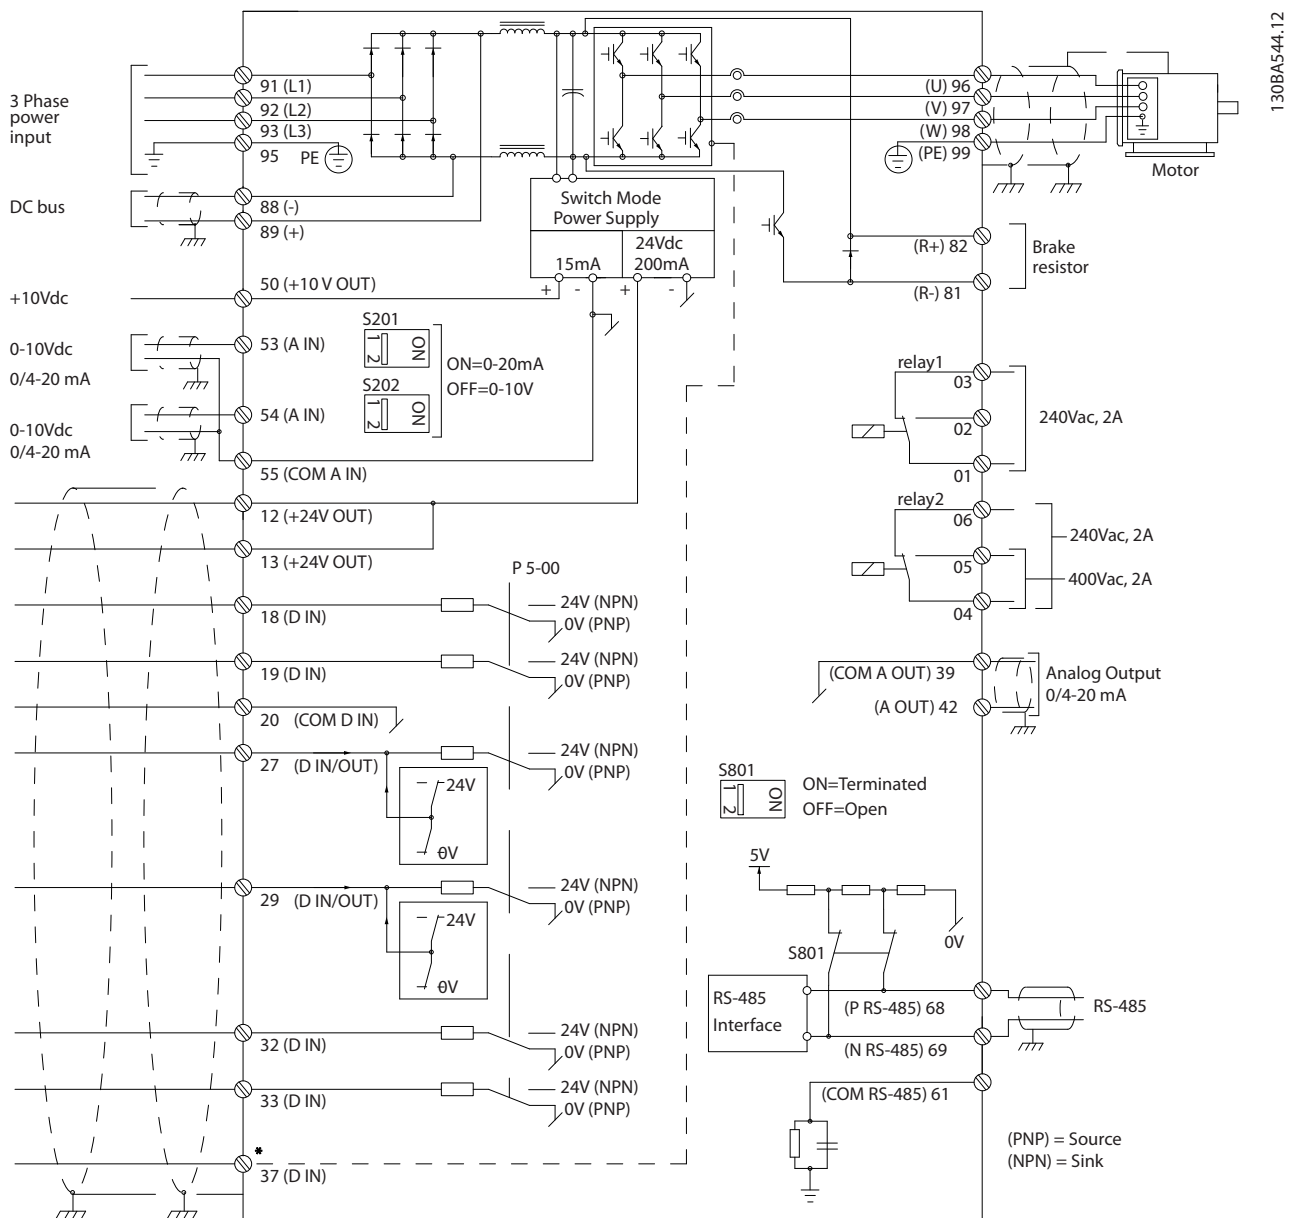 130BA544.12
3 Phase
power
input
91 (L1)
92 (L2)
93 (L3)
95 PE
DC bus
88 (-)
89 (+)
+10Vdc
50 (+10 V OUT)
0-10Vdc
0/4-20 mA
53 (A IN)
0-10Vdc
0/4-20 mA
54 (A IN)
55 (COM A IN)
12 (+24V OUT)
13 (+24V OUT)
18 (D IN)
19 (D IN)
20 (COM D IN)
27 (D IN/OUT)
24V
0V
29 (D IN/OUT)
24V
0V
32 (D IN)
33 (D IN)
*
37 (D IN)
S201
1 2 ON
S202
1 2 ON
ON=0-20mA
OFF=0-10V
P 5-00
24V (NPN)
0V (PNP)
24V (NPN)
0V (PNP)
24V (NPN)
0V (PNP)
24V (NPN)
0V (PNP)
24V (NPN)
0V (PNP)
24V (NPN)
0V (PNP)
Switch Mode
Power Supply
24Vdc
15mA 200mA
+ - + -
(U) 96
(V) 97
(W) 98
(PE) 99
Motor
(R+) 82
(R-) 81
Brake
resistor
relay1
03
02
01
240Vac, 2A
relay2
06
05
04
240Vac, 2A
400Vac, 2A
(COM A OUT) 39
(A OUT) 42
Analog Output
0/4-20 mA
S801
1 2 ON
ON=Terminated
OFF=Open
5V
0V
S801
RS-485
Interface
(P RS-485) 68
(N RS-485) 69
RS-485
(COM RS-485) 61
(PNP) = Source
(NPN) = Sink